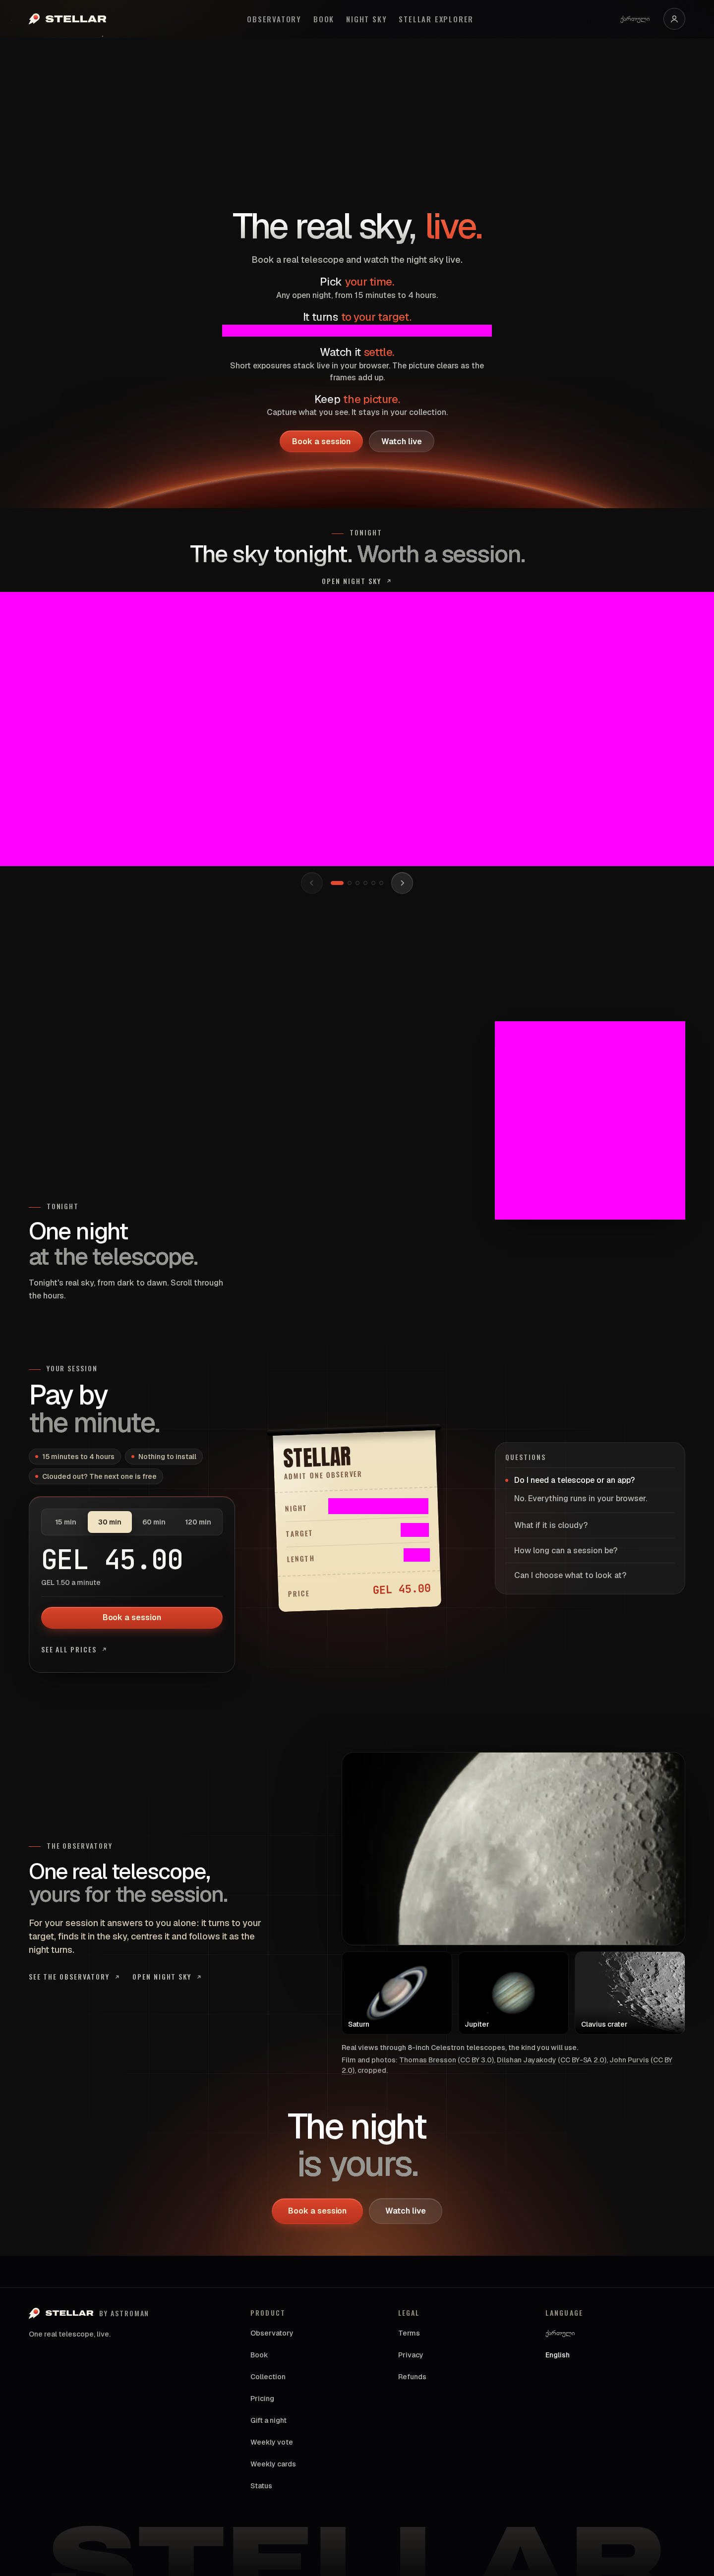 STELLAR
OBSERVATORY BOOK NIGHT SKY STELLAR EXPLORER
ქართული
The real sky, live.
Book a real telescope and watch the night sky live.
Pick your time.
Any open night, from 15 minutes to 4 hours.
It turns to your target.
Watch it settle.
Short exposures stack live in your browser. The picture clears as the
frames add up.
Keep the picture.
Capture what you see. It stays in your collection.
Book a session Watch live
TONIGHT
The sky tonight. Worth a session.
OPEN NIGHT SKY
TONIGHT
One night
at the telescope.
Tonight's real sky, from dark to dawn. Scroll through
the hours.
YOUR SESSION
Pay by
the minute.
15 minutes to 4 hours Nothing to install
Clouded out? The next one is free
15 min 30 min 60 min 120 min
GEL 45.00
GEL 1.50 a minute
Book a session
SEE ALL PRICES
STELLAR
ADMIT ONE OBSERVER
NIGHT
TARGET
LENGTH
PRICE GEL 45.00
QUESTIONS
Do I need a telescope or an app?
No. Everything runs in your browser.
What if it is cloudy?
How long can a session be?
Can I choose what to look at?
THE OBSERVATORY
One real telescope,
yours for the session.
For your session it answers to you alone: it turns to your
target, finds it in the sky, centres it and follows it as the
night turns.
SEE THE OBSERVATORY OPEN NIGHT SKY
Saturn
Jupiter
Clavius crater
Real views through 8-inch Celestron telescopes, the kind you will use.
Film and photos: Thomas Bresson (CC BY 3.0), Dilshan Jayakody (CC BY-SA 2.0), John Purvis (CC BY
2.0), cropped.
The night
is yours.
Book a session Watch live
STELLAR BY ASTROMAN
One real telescope, live.
PRODUCT
Observatory
Book
Collection
Pricing
Gift a night
Weekly vote
Weekly cards
Status
LEGAL
Terms
Privacy
Refunds
LANGUAGE
ქართული
English
STELLAR